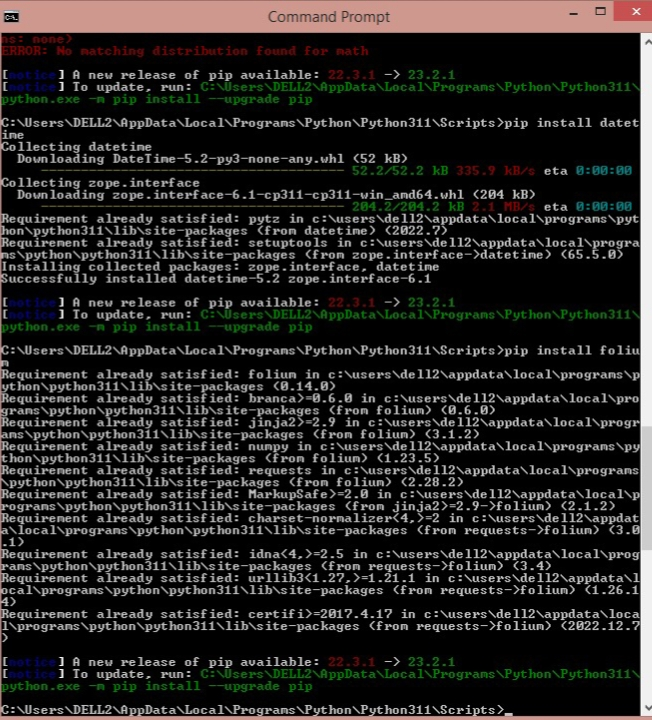 Command Prompt
ns: none)
ERROR: No matching distribution found for math
[notice] A new release of pip available: 22.3.1 -> 23.2.1
[notice] To update, run: C:\Users\DELL2\AppData\Local\Programs\Python\Python311\
python.exe -m pip install --upgrade pip
C:\Users\DELL2\AppData\Local\Programs\Python\Python311\Scripts>pip install datet
ime
Collecting datetime
Downloading DateTime-5.2-py3-none-any.whl (52 kB)
---------------------------------------- 52.2/52.2 kB 335.9 kB/s eta 0:00:00
Collecting zope.interface
Downloading zope.interface-6.1-cp311-cp311-win_amd64.whl (204 kB)
---------------------------------------- 204.2/204.2 kB 2.1 MB/s eta 0:00:00
Requirement already satisfied: pytz in c:\users\dell2\appdata\local\programs\pyt
hon\python311\lib\site-packages (from datetime) (2022.7)
Requirement already satisfied: setuptools in c:\users\dell2\appdata\local\progra
ms\python\python311\lib\site-packages (from zope.interface->datetime) (65.5.0)
Installing collected packages: zope.interface, datetime
Successfully installed datetime-5.2 zope.interface-6.1
[notice] A new release of pip available: 22.3.1 -> 23.2.1
[notice] To update, run: C:\Users\DELL2\AppData\Local\Programs\Python\Python311\
python.exe -m pip install --upgrade pip
C:\Users\DELL2\AppData\Local\Programs\Python\Python311\Scripts>pip install foliu
m
Requirement already satisfied: folium in c:\users\dell2\appdata\local\programs\p
ython\python311\lib\site-packages (0.14.0)
Requirement already satisfied: branca>=0.6.0 in c:\users\dell2\appdata\local\pro
grams\python\python311\lib\site-packages (from folium) (0.6.0)
Requirement already satisfied: jinja2>=2.9 in c:\users\dell2\appdata\local\progr
ams\python\python311\lib\site-packages (from folium) (3.1.2)
Requirement already satisfied: numpy in c:\users\dell2\appdata\local\programs\py
thon\python311\lib\site-packages (from folium) (1.23.5)
Requirement already satisfied: requests in c:\users\dell2\appdata\local\programs
\python\python311\lib\site-packages (from folium) (2.28.2)
Requirement already satisfied: MarkupSafe>=2.0 in c:\users\dell2\appdata\local\p
rograms\python\python311\lib\site-packages (from jinja2>=2.9->folium) (2.1.2)
Requirement already satisfied: charset-normalizer<4,>=2 in c:\users\dell2\appdat
a\local\programs\python\python311\lib\site-packages (from requests->folium) (3.0
.1)
Requirement already satisfied: idna<4,>=2.5 in c:\users\dell2\appdata\local\prog
rams\python\python311\lib\site-packages (from requests->folium) (3.4)
Requirement already satisfied: urllib3<1.27,>=1.21.1 in c:\users\dell2\appdata\l
ocal\programs\python\python311\lib\site-packages (from requests->folium) (1.26.1
4)
Requirement already satisfied: certifi>=2017.4.17 in c:\users\dell2\appdata\loca
l\programs\python\python311\lib\site-packages (from requests->folium) (2022.12.7
)
[notice] A new release of pip available: 22.3.1 -> 23.2.1
[notice] To update, run: C:\Users\DELL2\AppData\Local\Programs\Python\Python311\
python.exe -m pip install --upgrade pip
C:\Users\DELL2\AppData\Local\Programs\Python\Python311\Scripts>_